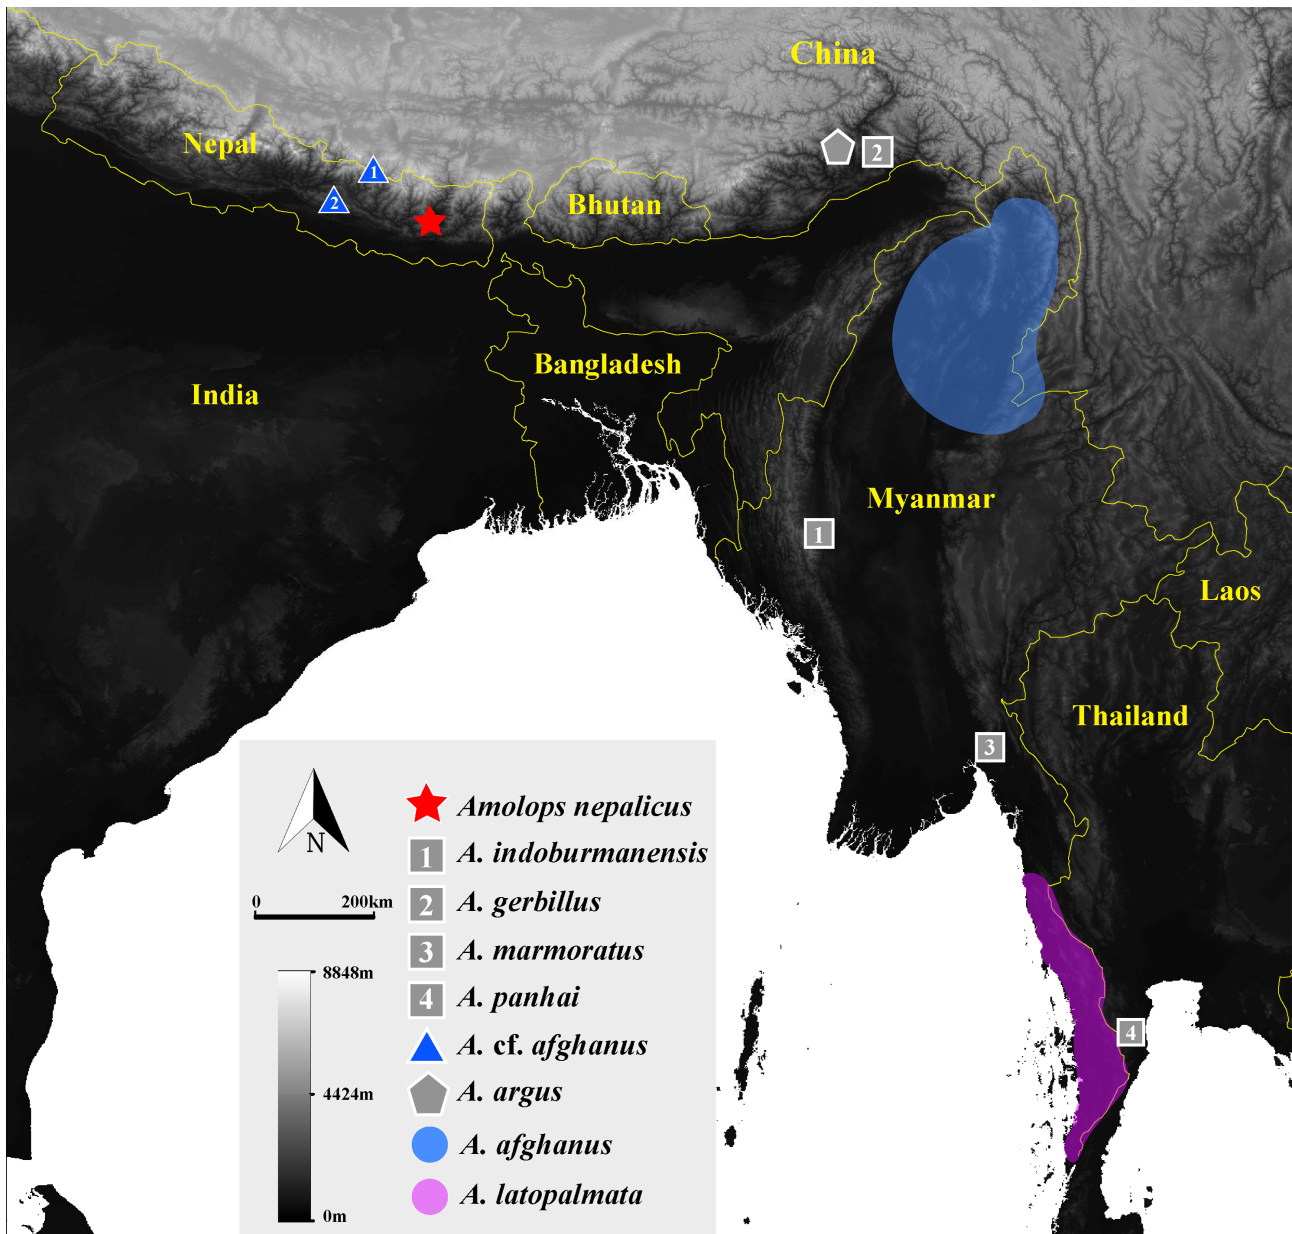 China
Nepal
1
2
2
Bhutan
Bangladesh
India
Myanmar
1
Laos
Thailand
3
4
N
0 200km
8848m
4424m
0m
Amolops nepalicus
1 A. indoburmanensis
2 A. gerbillus
3 A. marmoratus
4 A. panhai
A. cf. afghanus
A. argus
A. afghanus
A. latopalmata